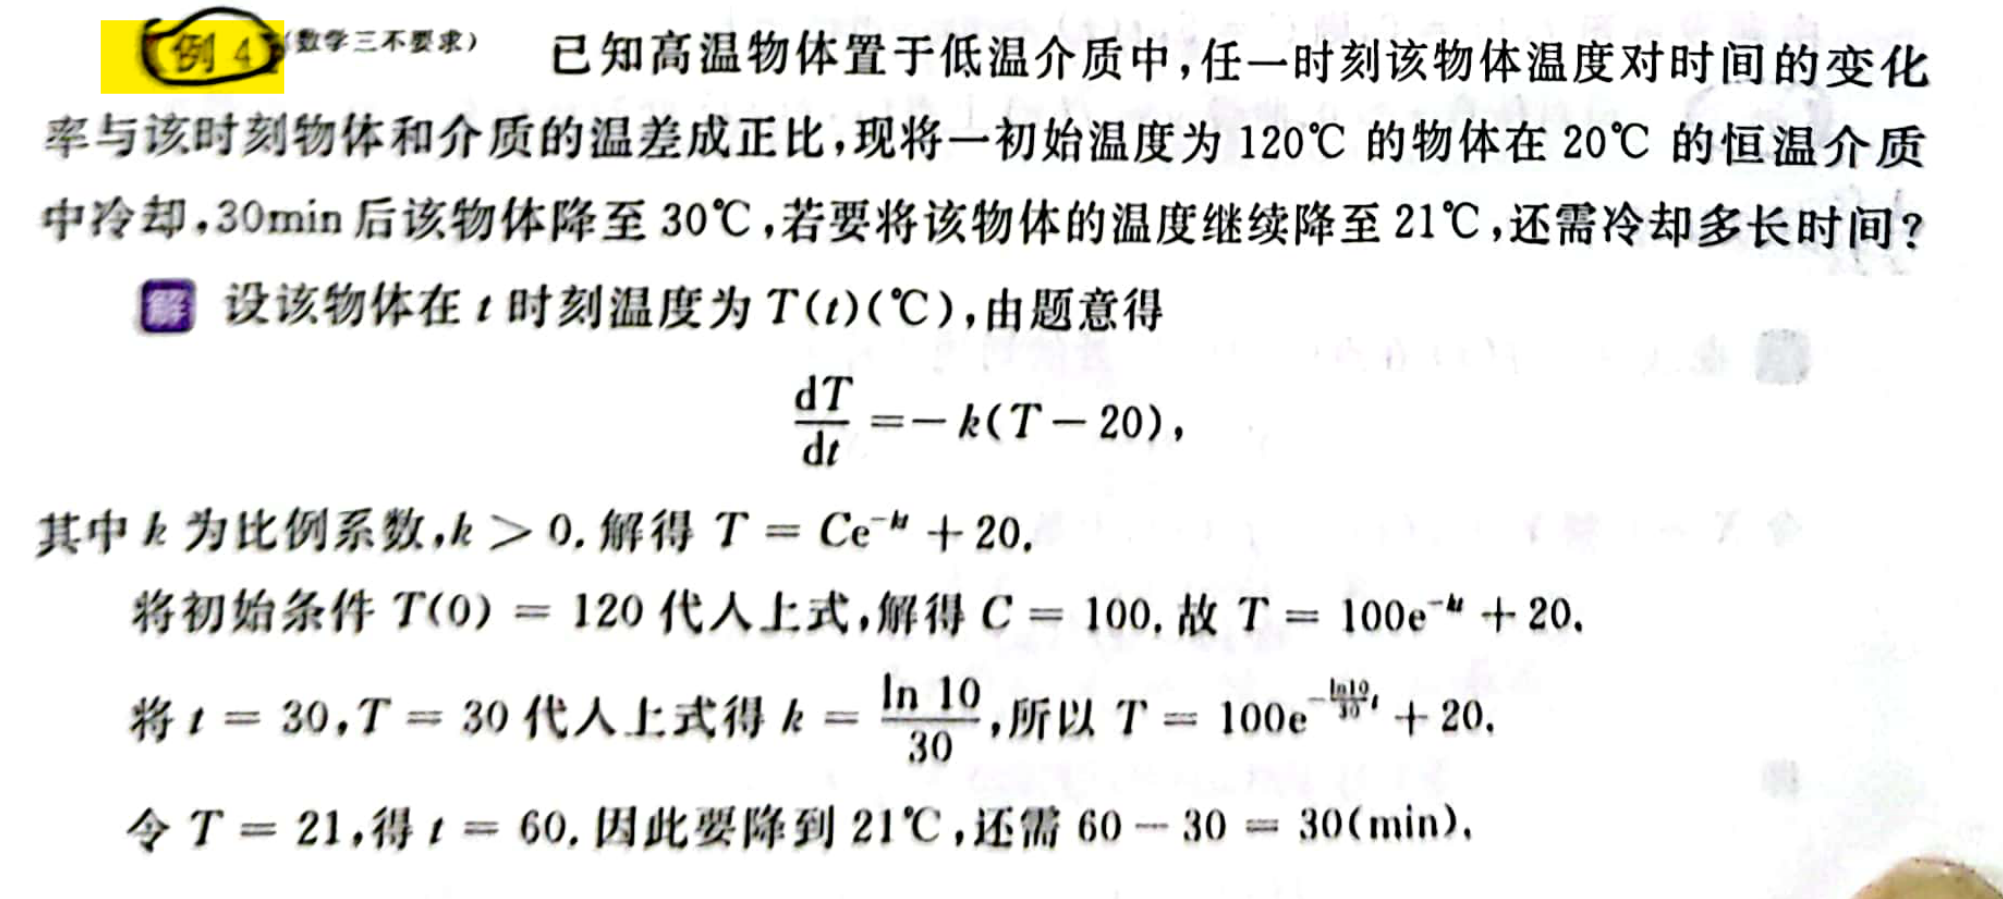 例 4 (数学三不要求) 已知高温物体置于低温介质中,任一时刻该物体温度对时间的变化
率与该时刻物体和介质的温差成正比,现将一初始温度为 120℃ 的物体在 20℃ 的恒温介质
中冷却,30min 后该物体降至 30℃,若要将该物体的温度继续降至 21℃,还需冷却多长时间?
解 设该物体在 t 时刻温度为 T(t)(℃),由题意得
dT/dt = − k(T − 20),
其中 k 为比例系数,k > 0. 解得 T = Ce^{-kt} + 20.
将初始条件 T(0) = 120 代入上式,解得 C = 100. 故 T = 100e^{-kt} + 20.
将 t = 30,T = 30 代入上式得 k = ln 10/30,所以 T = 100e^{-\frac{ln10}{30}t} + 20.
令 T = 21,得 t = 60. 因此要降到 21℃,还需 60 − 30 = 30(min).